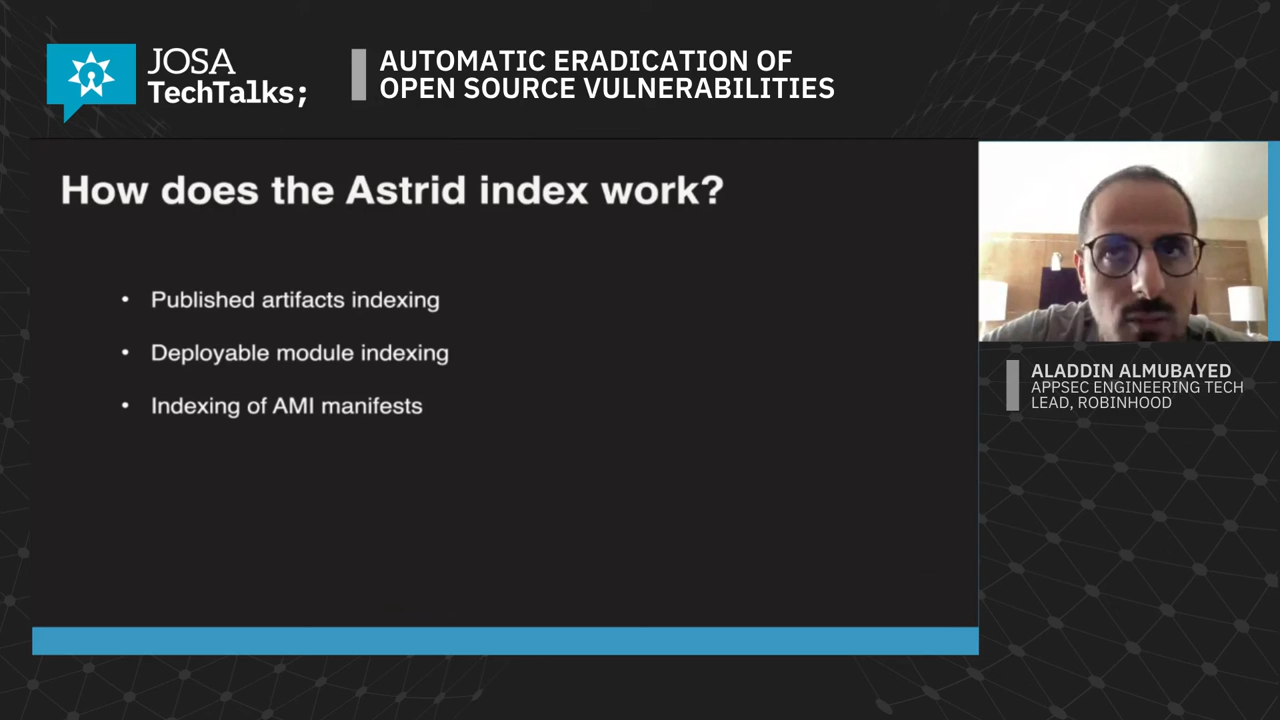 JOSA
TechTalks;
AUTOMATIC ERADICATION OF
OPEN SOURCE VULNERABILITIES
How does the Astrid index work?
• Published artifacts indexing
• Deployable module indexing
• Indexing of AMI manifests
ALADDIN ALMUBAYED
APPSEC ENGINEERING TECH
LEAD, ROBINHOOD